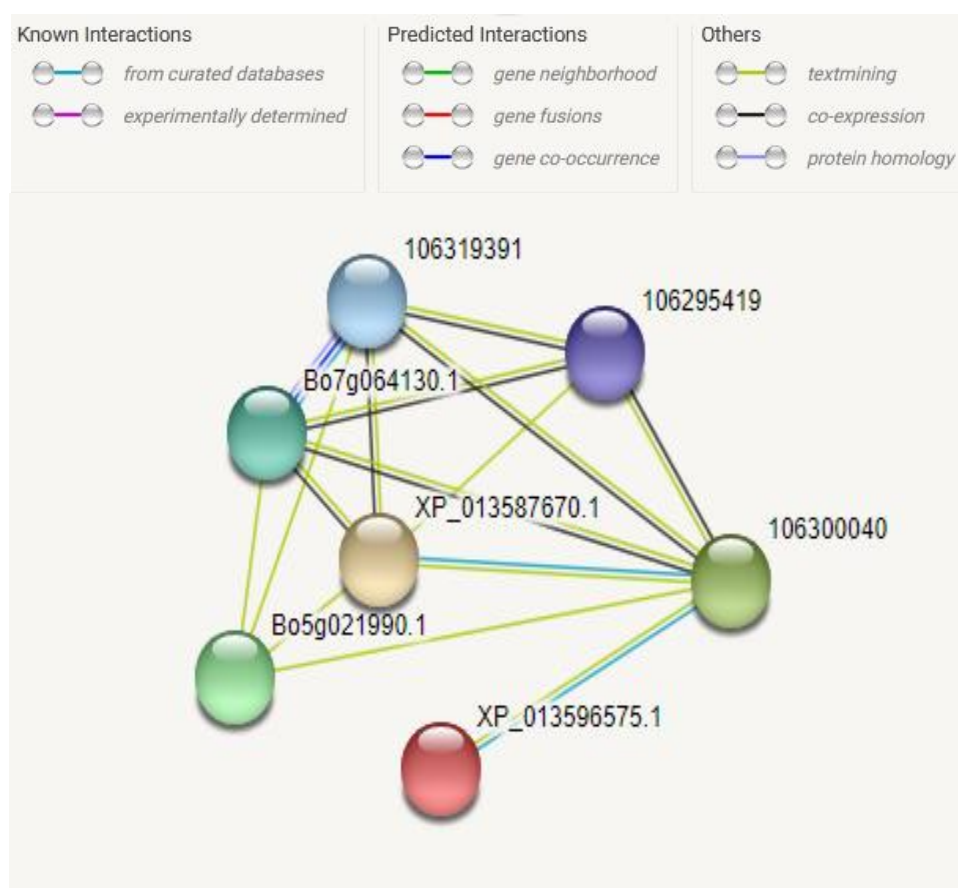 Known Interactions
from curated databases
experimentally determined
Predicted Interactions
gene neighborhood
gene fusions
gene co-occurrence
Others
textmining
co-expression
protein homology
106319391
106295419
Bo7g064130.1
XP_013587670.1
106300040
Bo5g021990.1
XP_013596575.1